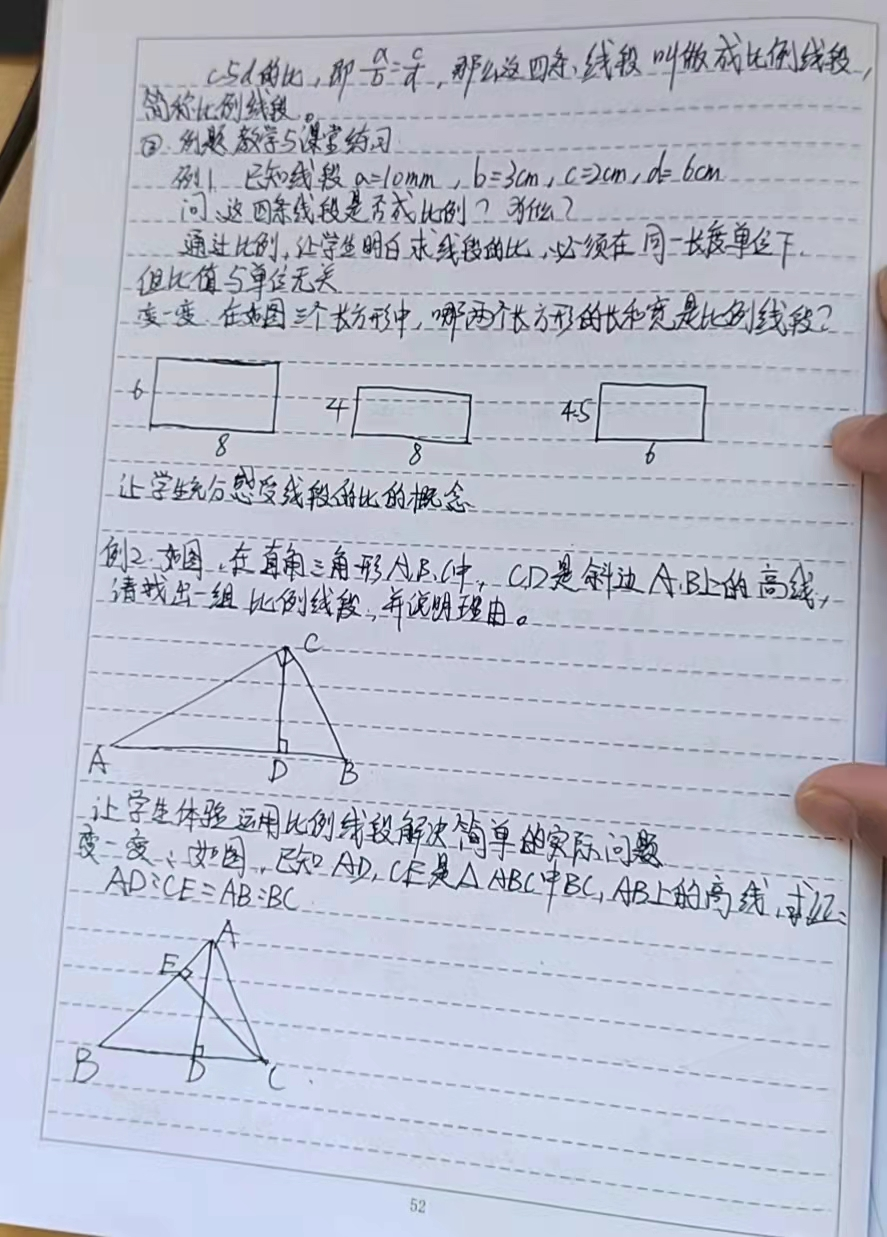 c与d的比,即a/b=c/d,那么这四条线段叫做成比例线段,
简称比例线段。
② 例题教学与课堂练习
例1 已知线段a=10mm,b=3cm,c=2cm,d=6cm
问、这四条线段是否成比例?为什么?
通过比例,让学生明白求线段的比,必须在同一长度单位下、
但比值与单位无关
变一变、在如图三个长方形中,哪两个长方形的长和宽是比例线段?
6 4 4.5
8 8 6
让学生充分感受线段的比的概念
例2.如图,在直角三角形ABC中,CD是斜边AB上的高线,
请找出一组比例线段,并说明理由。
C
A D B
让学生体验运用比例线段解决简单的实际问题
变一变、如图,已知AD,CE是△ABC中BC,AB上的高线,求证:
AD:CE=AB:BC
A
E
B D C
52